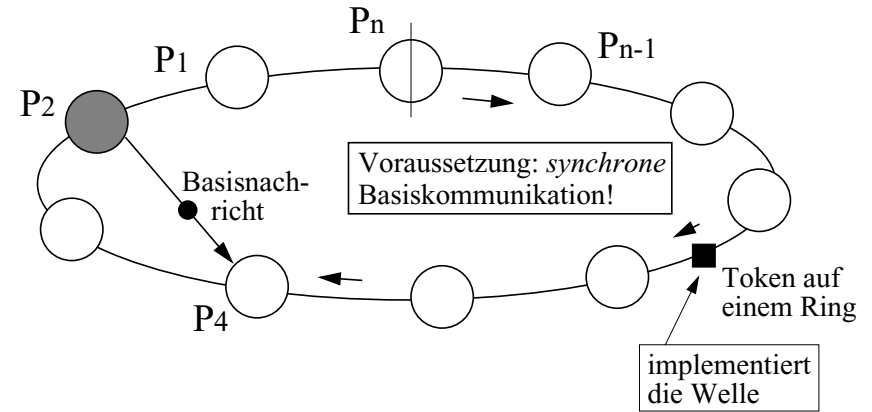 Pn
P1
Pn-1
P2
Voraussetzung: synchrone
Basiskommunikation!
Basisnach-
richt
Token auf
einem Ring
P4
implementiert
die Welle